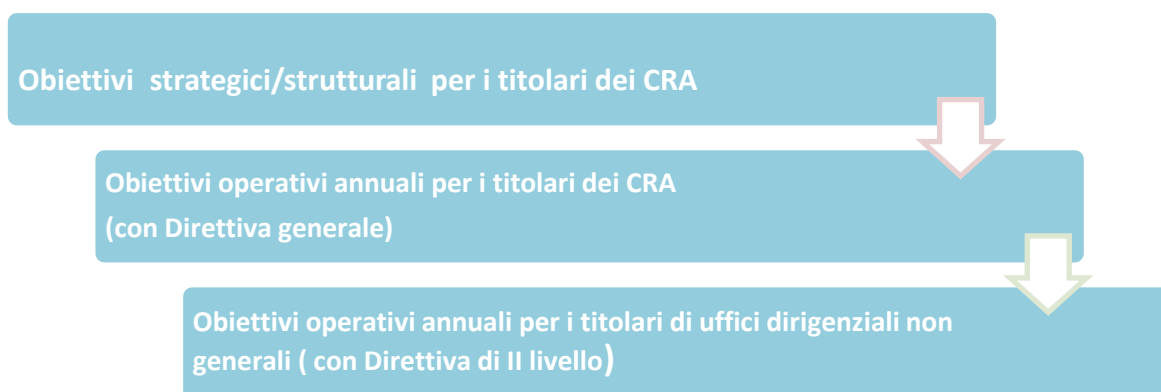 Obiettivi strategici/strutturali per i titolari dei CRA
Obiettivi operativi annuali per i titolari dei CRA
(con Direttiva generale)
Obiettivi operativi annuali per i titolari di uffici dirigenziali non
generali ( con Direttiva di II livello)